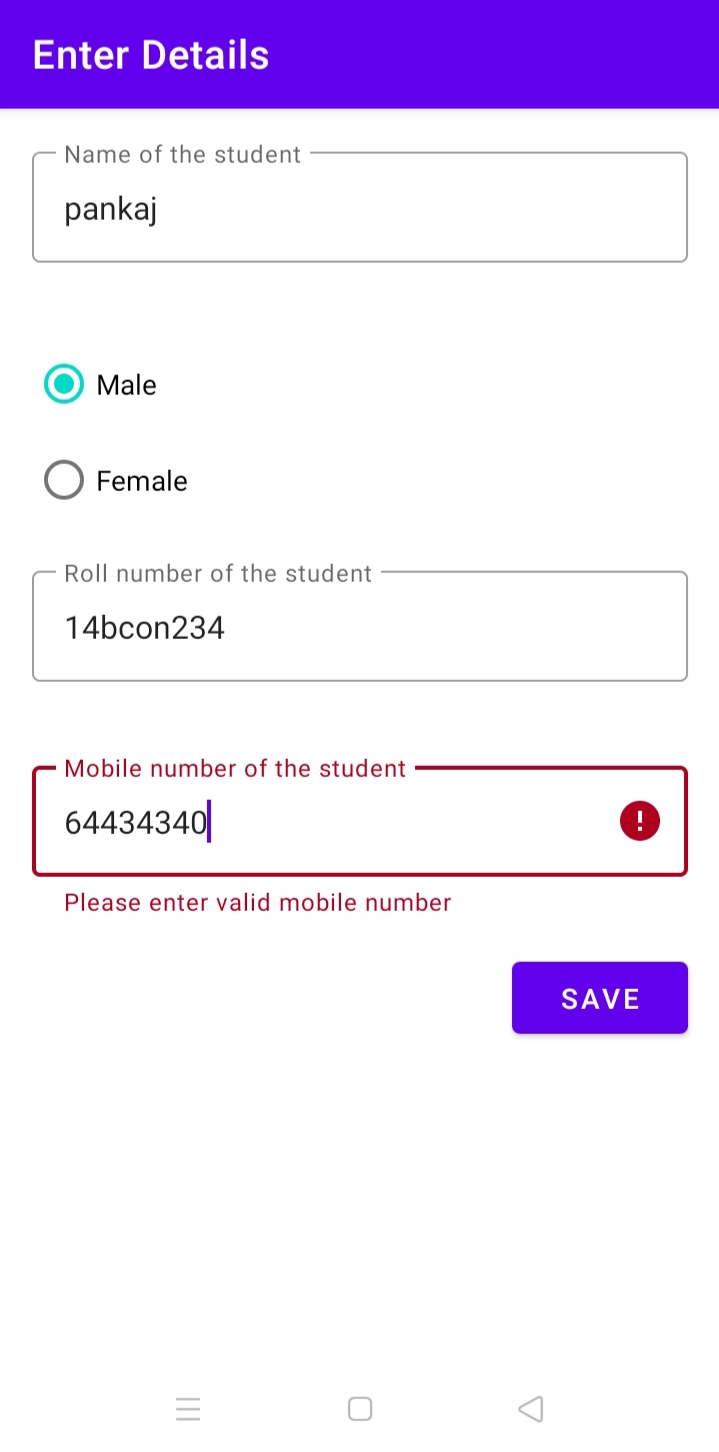 Enter Details
Name of the student
pankaj
Male
Female
Roll number of the student
14bcon234
Mobile number of the student
64434340
!
Please enter valid mobile number
SAVE